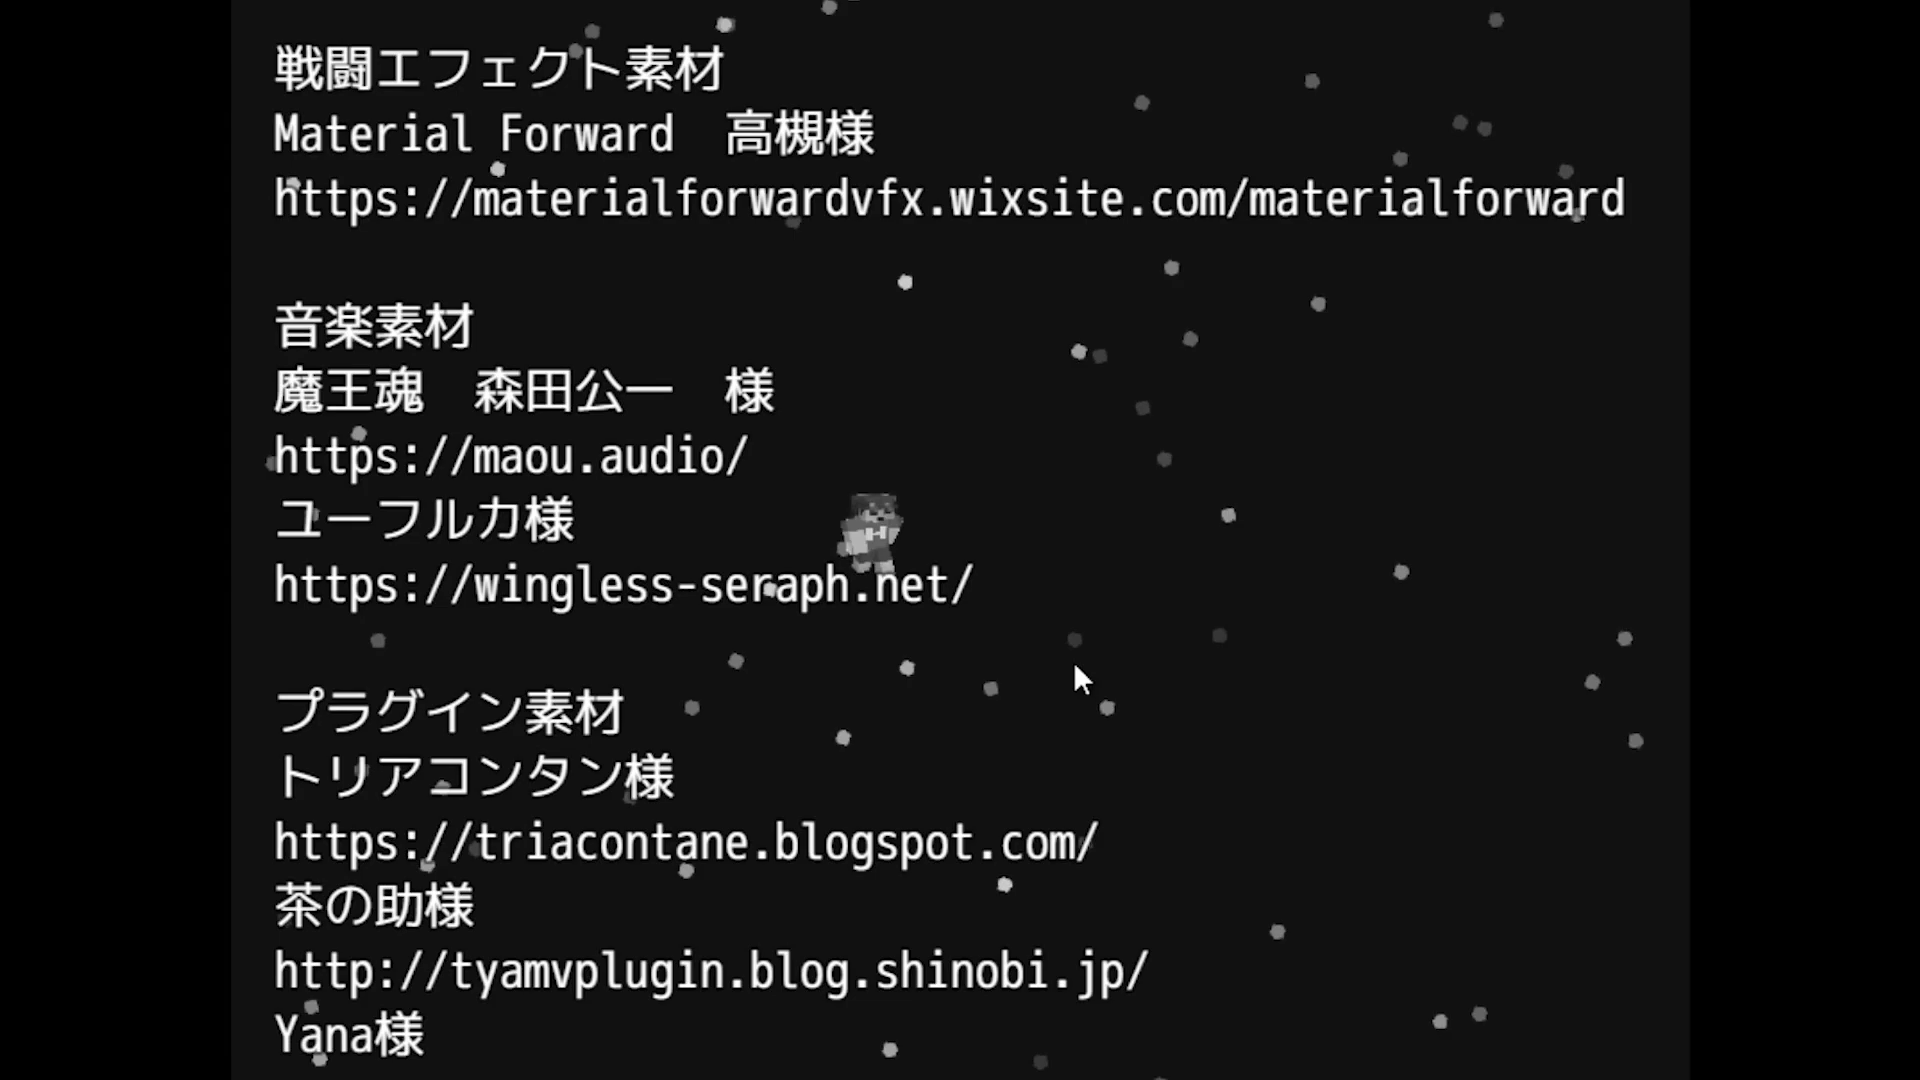 戦闘エフェクト素材
Material Forward　高槻様
https://materialforwardvfx.wixsite.com/materialforward
音楽素材
魔王魂　森田公一　様
https://maou.audio/
ユーフルカ様
https://wingless-seraph.net/
プラグイン素材
トリアコンタン様
https://triacontane.blogspot.com/
茶の助様
http://tyamvplugin.blog.shinobi.jp/
Yana様